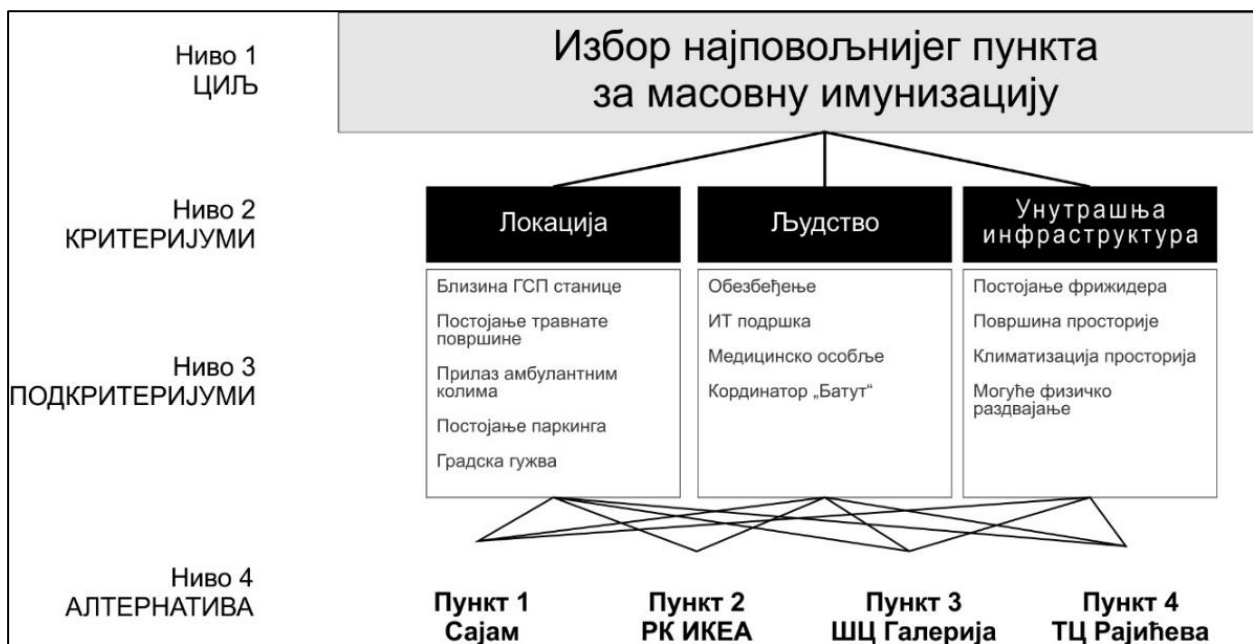 Ниво 1
ЦИЉ
Избор најповољнијег пункта
за масовну имунизацију
Ниво 2
КРИТЕРИЈУМИ
Локација
Људство
Унутрашња
инфраструктура
Ниво 3
ПОДКРИТЕРИЈУМИ
Близина ГСП станице
Постојање травнате
површине
Прилаз амбулантним
колима
Постојање паркинга
Градска гужва
Обезбеђење
ИТ подршка
Медицинско особље
Кординатор „Батут“
Постојање фрижидера
Површина просторије
Климатизација просторија
Могуће физичко
раздвајање
Ниво 4
АЛТЕРНАТИВА
Пункт 1
Сајам
Пункт 2
РК ИКЕА
Пункт 3
ШЦ Галерија
Пункт 4
ТЦ Рајићева